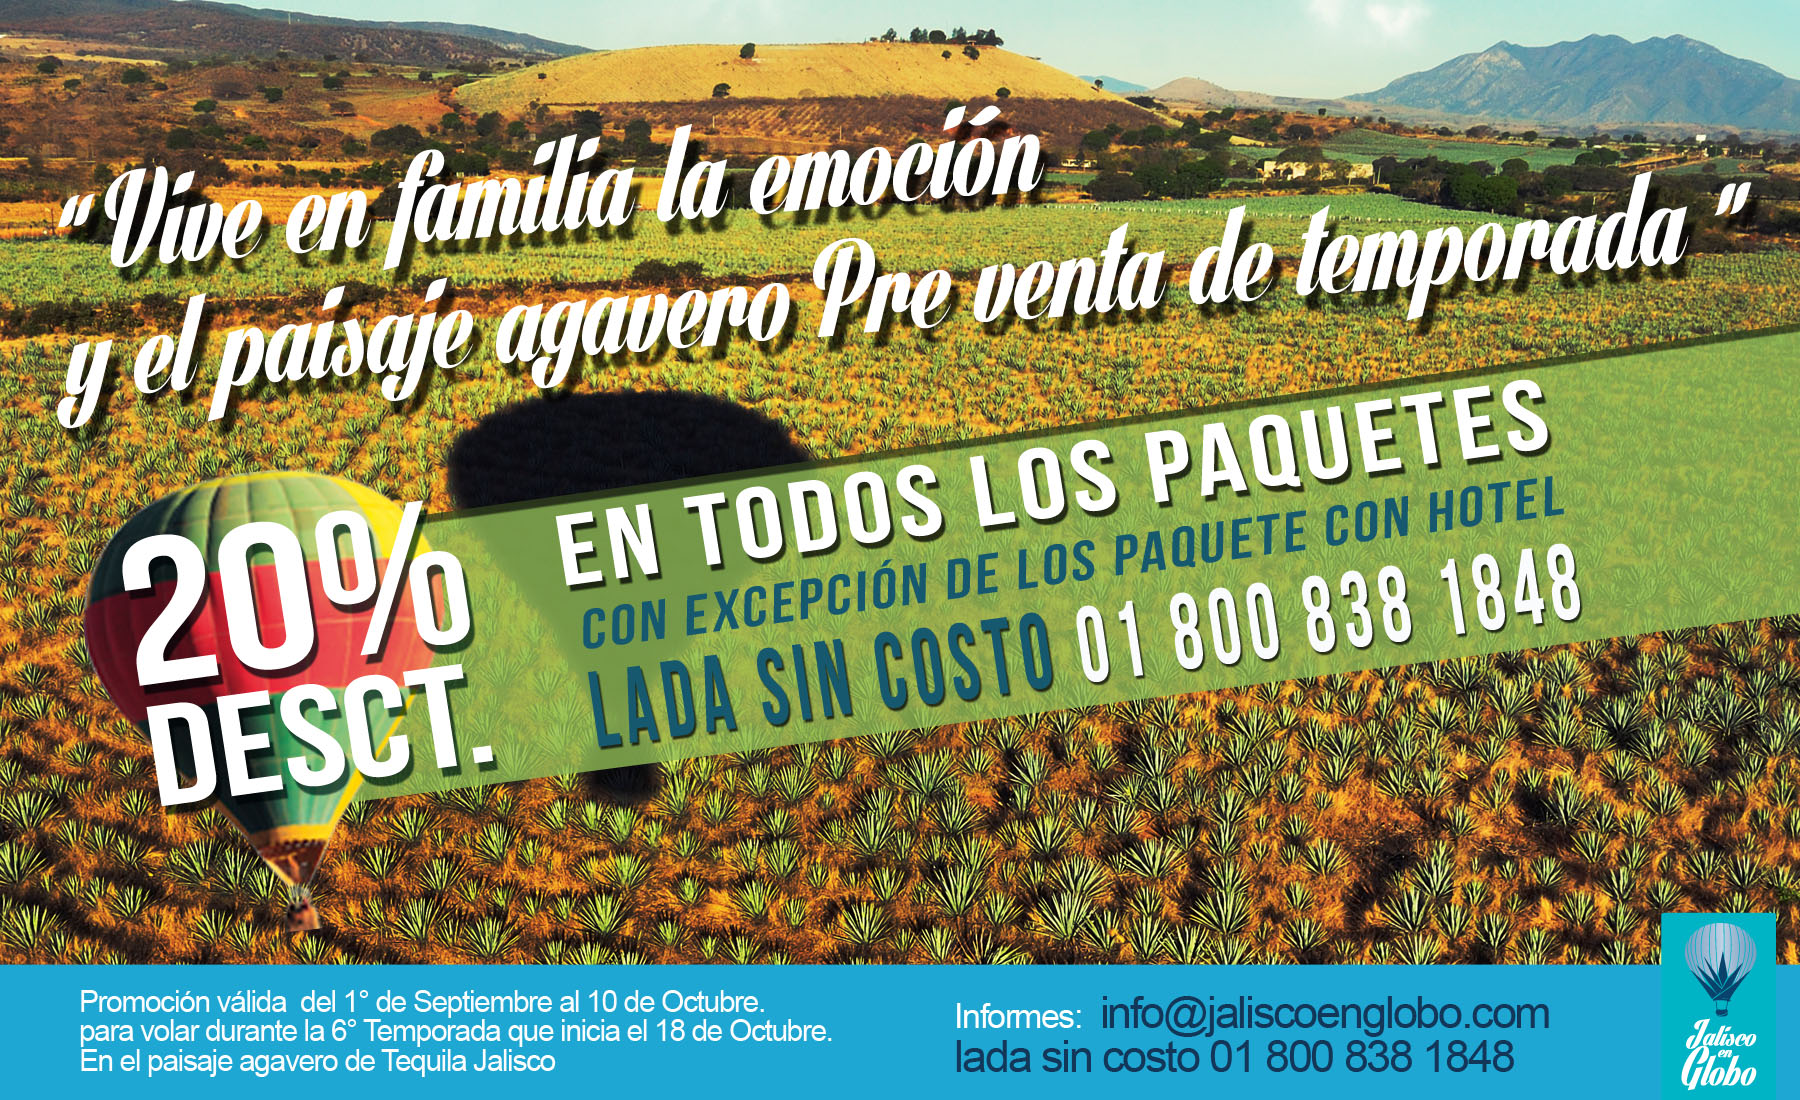 “Vive en familia la emoción
y el paisaje agavero Pre venta de temporada”
20%
DESCT.
EN TODOS LOS PAQUETES
CON EXCEPCIÓN DE LOS PAQUETE CON HOTEL
LADA SIN COSTO 01 800 838 1848
Promoción válida  del 1° de Septiembre al 10 de Octubre.
para volar durante la 6° Temporada que inicia el 18 de Octubre.
En el paisaje agavero de Tequila Jalisco
Informes: info@jaliscoenglobo.com
lada sin costo 01 800 838 1848
Jalisco
en
Globo